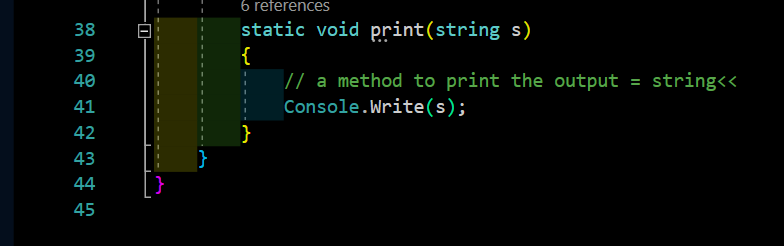 6 references
38 static void print(string s)
39 {
40 // a method to print the output = string<<
41 Console.Write(s);
42 }
43 }
44 }
45